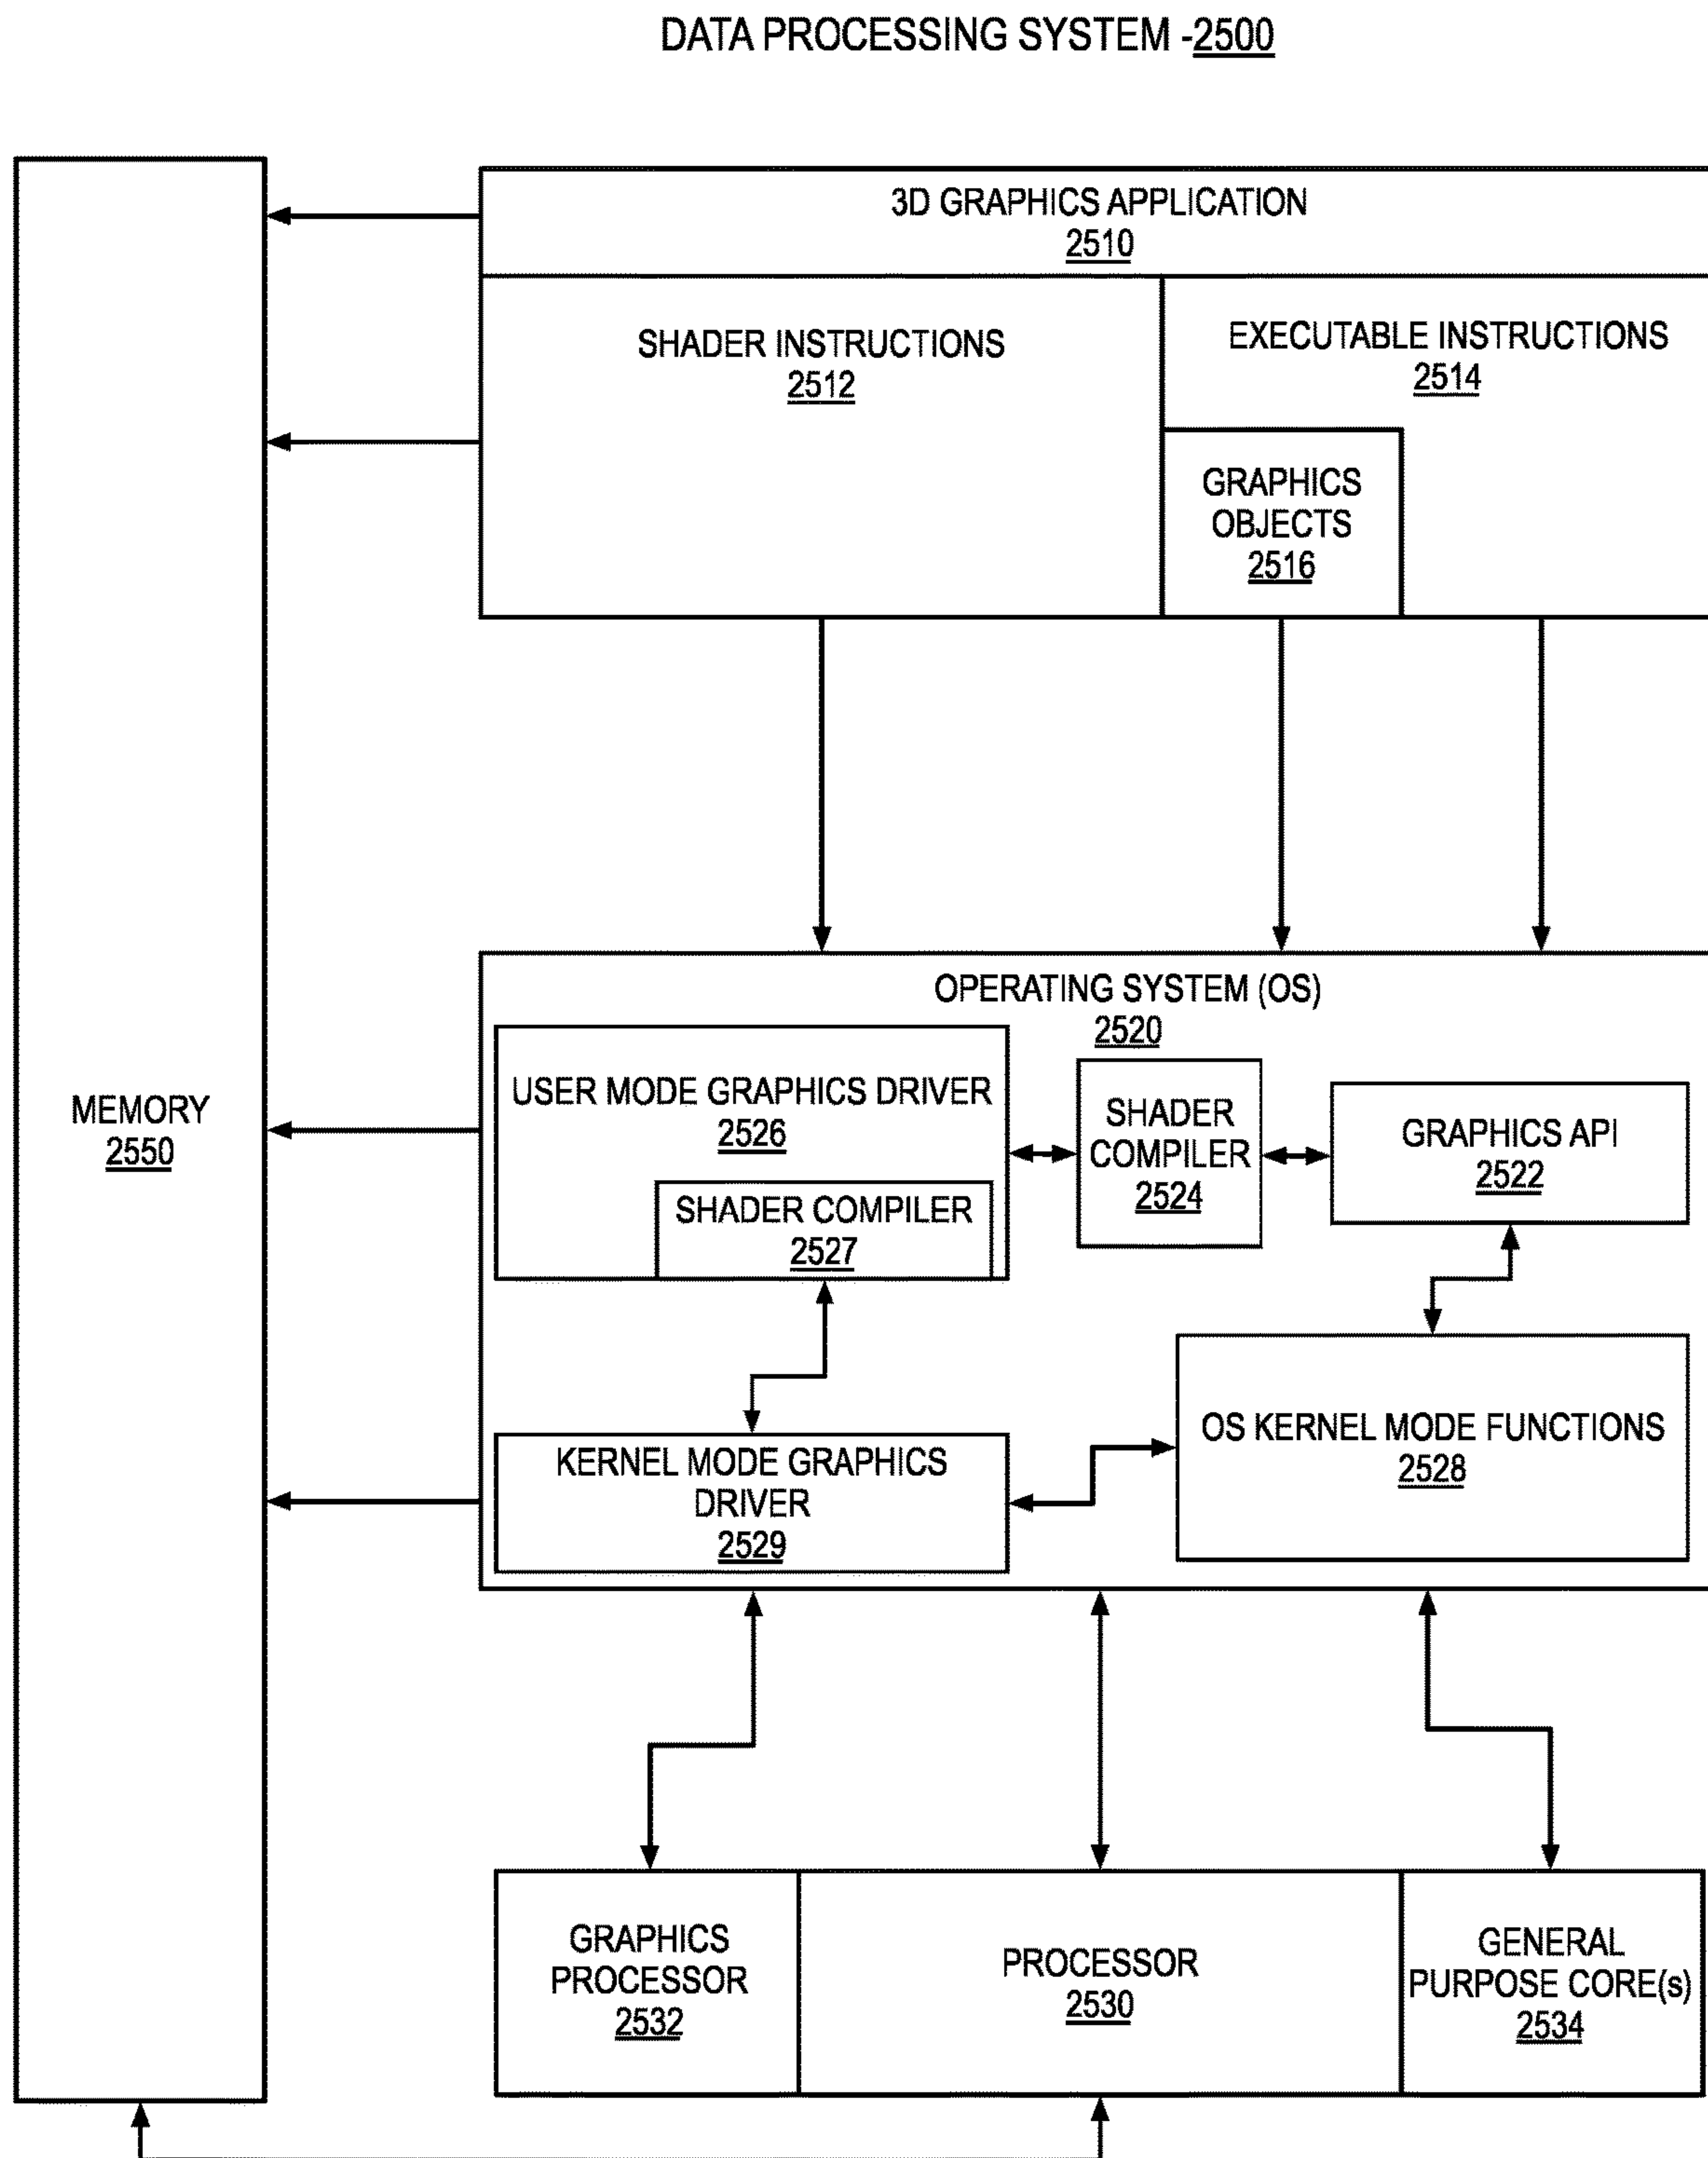 DATA PROCESSING SYSTEM -2500
3D GRAPHICS APPLICATION
2510
SHADER INSTRUCTIONS
2512
EXECUTABLE INSTRUCTIONS
2514
GRAPHICS
OBJECTS
2516
MEMORY
2550
OPERATING SYSTEM (OS)
2520
USER MODE GRAPHICS DRIVER
2526
SHADER COMPILER
2527
SHADER
COMPILER
2524
GRAPHICS API
2522
KERNEL MODE GRAPHICS
DRIVER
2529
OS KERNEL MODE FUNCTIONS
2528
GRAPHICS
PROCESSOR
2532
PROCESSOR
2530
GENERAL
PURPOSE CORE(s)
2534